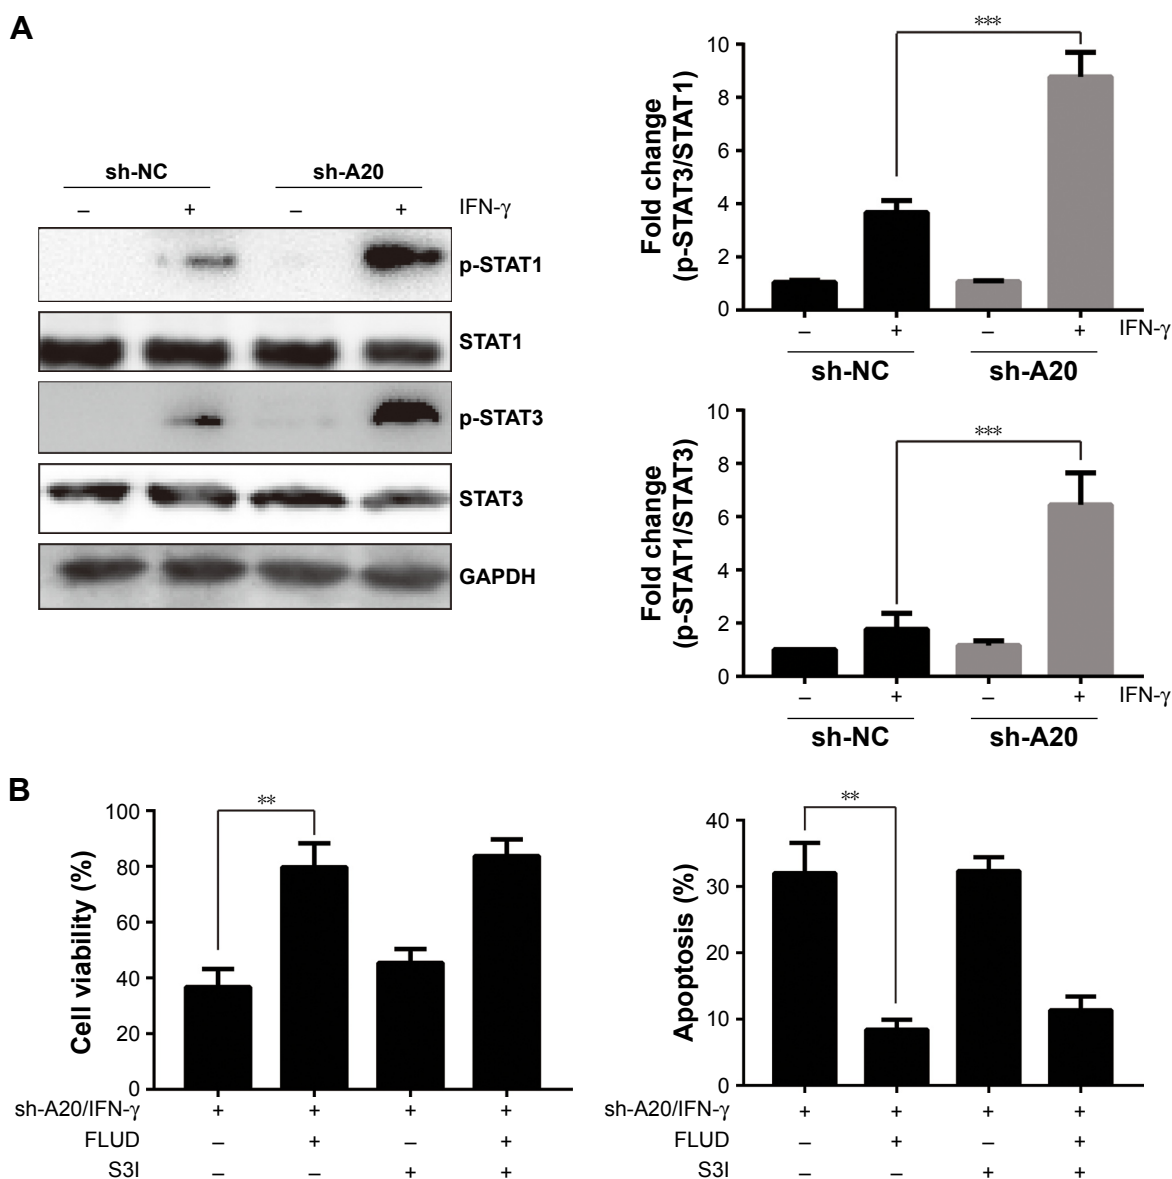 A
sh-NC sh-A20
– + – + IFN-γ
p-STAT1
STAT1
p-STAT3
STAT3
GAPDH
***
Fold change
(p-STAT3/STAT1)
10
8
6
4
2
0
– + – + IFN-γ
sh-NC sh-A20
***
Fold change
(p-STAT1/STAT3)
10
8
6
4
2
0
– + – + IFN-γ
sh-NC sh-A20
B
**
Cell viability (%)
100
80
60
40
20
0
sh-A20/IFN-γ + + + +
FLUD – + – +
S3I – – + +
**
Apoptosis (%)
40
30
20
10
0
sh-A20/IFN-γ + + + +
FLUD – + – +
S3I – – + +